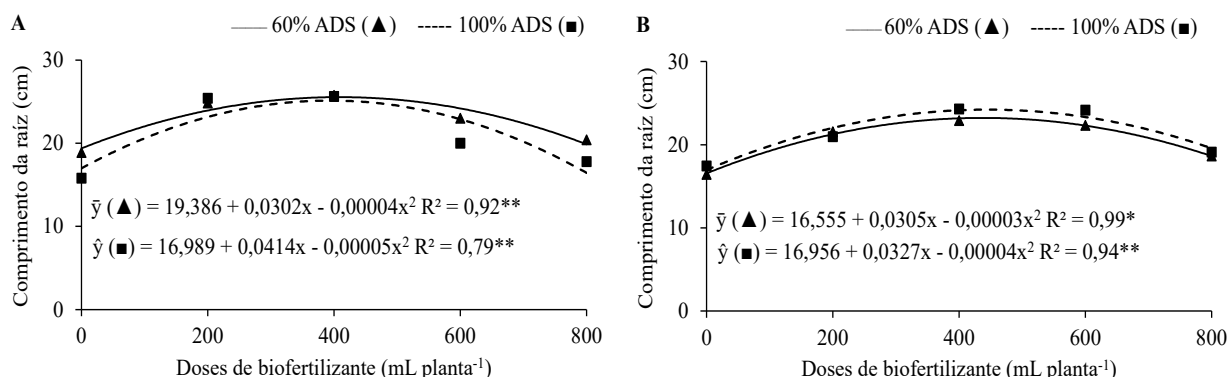 A
60% ADS (▲) 100% ADS (■)
Comprimento da raíz (cm)
30
20
10
0
ȳ (▲) = 19,386 + 0,0302x - 0,00004x² R² = 0,92**
ŷ (■) = 16,989 + 0,0414x - 0,00005x² R² = 0,79**
0 200 400 600 800
Doses de biofertilizante (mL planta⁻¹)
B
60% ADS (▲) 100% ADS (■)
Comprimento da raíz (cm)
30
20
10
0
ȳ (▲) = 16,555 + 0,0305x - 0,00003x² R² = 0,99*
ŷ (■) = 16,956 + 0,0327x - 0,00004x² R² = 0,94**
0 200 400 600 800
Doses de biofertilizante (mL planta⁻¹)